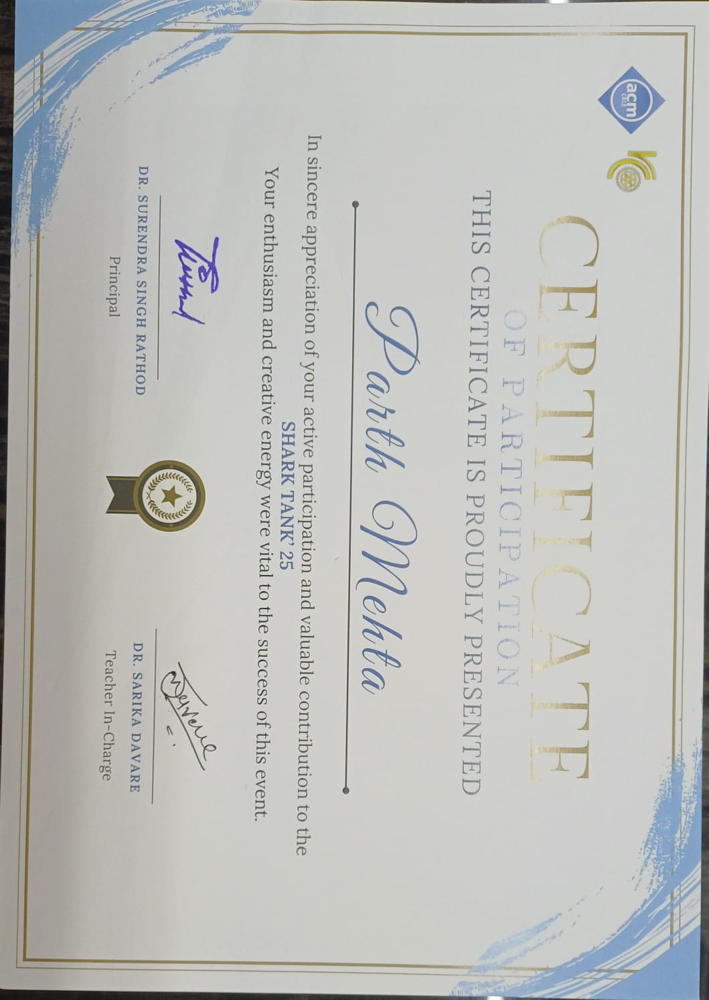 acm
CRCE
CERTIFICATE
OF PARTICIPATION
THIS CERTIFICATE IS PROUDLY PRESENTED
Parth Mehta
In sincere appreciation of your active participation and valuable contribution to the
SHARK TANK' 25
Your enthusiasm and creative energy were vital to the success of this event.
DR. SURENDRA SINGH RATHOD
Principal
DR. SARIKA DAVARE
Teacher In-Charge